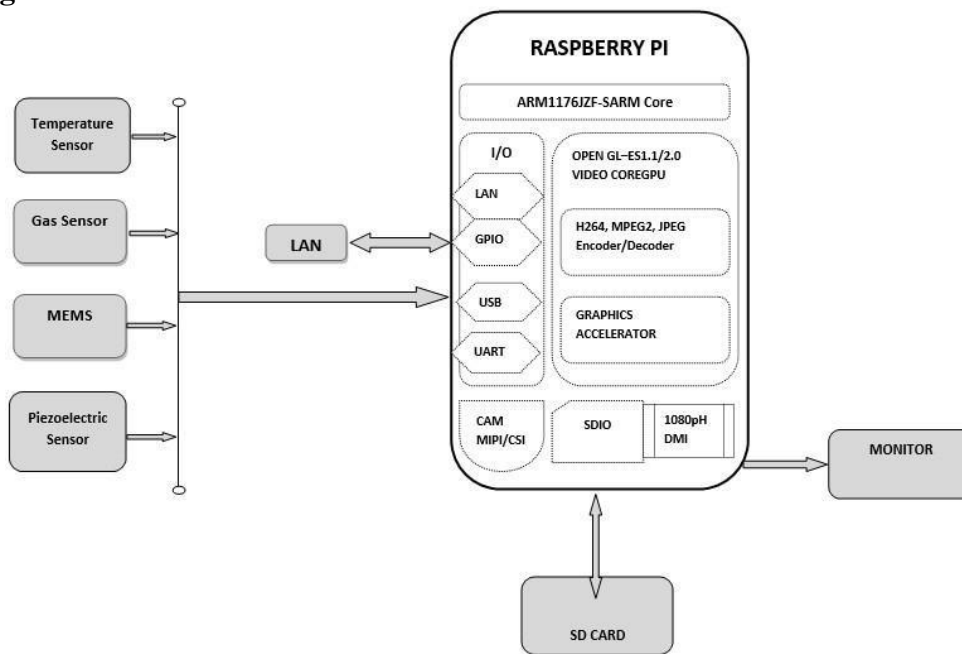 g
RASPBERRY PI
ARM1176JZF-SARM Core
Temperature
Sensor
Gas Sensor
MEMS
Piezoelectric
Sensor
LAN
I/O
LAN
GPIO
USB
UART
OPEN GL–ES1.1/2.0
VIDEO COREGPU
H264, MPEG2, JPEG
Encoder/Decoder
GRAPHICS
ACCELERATOR
CAM
MIPI/CSI
SDIO
1080pH
DMI
MONITOR
SD CARD